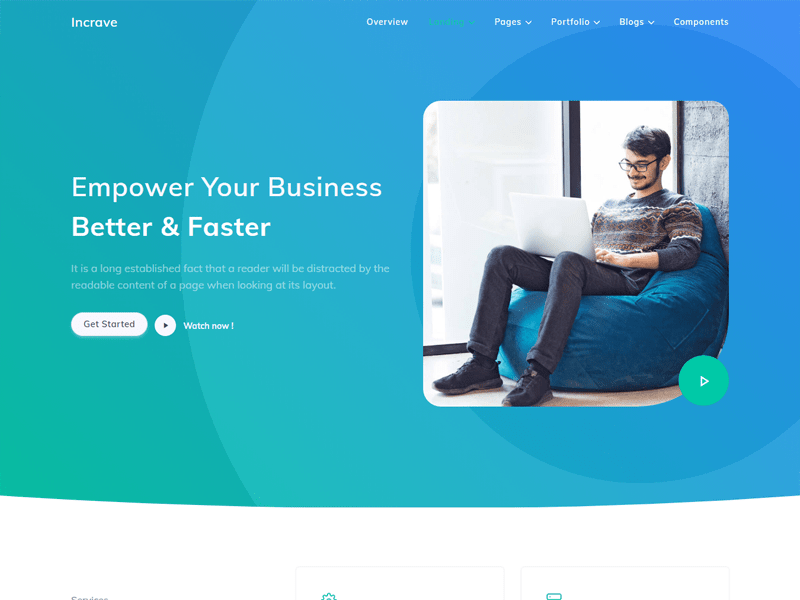 Incrave
Overview
Landing
Pages
Portfolio
Blogs
Components
Empower Your Business
Better & Faster
It is a long established fact that a reader will be distracted by the
readable content of a page when looking at its layout.
Get Started
Watch now !
Services